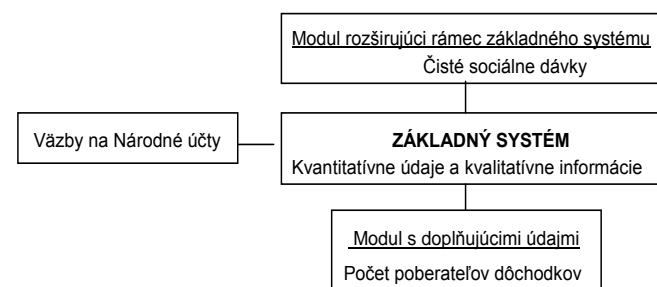 Modul rozširujúci rámec základného systému
Čisté sociálne dávky
Väzby na Národné účty
ZÁKLADNÝ SYSTÉM
Kvantitatívne údaje a kvalitatívne informácie
Modul s doplňujúcimi údajmi
Počet poberateľov dôchodkov